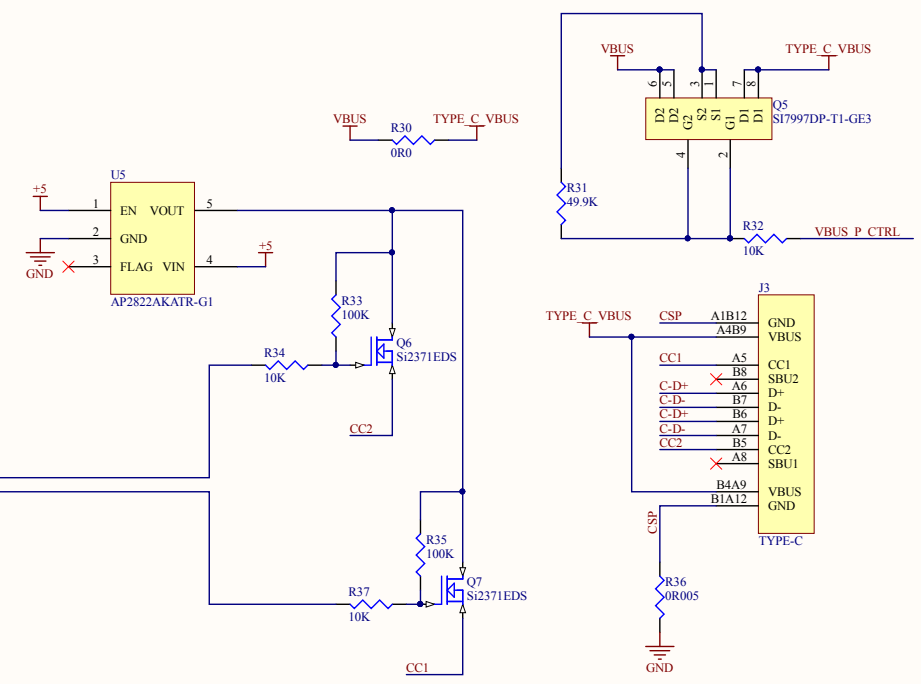 VBUS
TYPE_C_VBUS
6
5
3
1
7
8
D2
D2
G2
S2
S1
G1
D1
D1
Q5
SI7997DP-T1-GE3
4
2
VBUS
TYPE_C_VBUS
R30
0R0
R31
49.9K
R32
10K
VBUS_P_CTRL
U5
+5
1
EN
VOUT
5
2
GND
+5
GND
3
FLAG
VIN
4
AP2822AKATR-G1
R33
100K
Q6
Si2371EDS
R34
10K
CC2
R35
100K
Q7
Si2371EDS
R37
10K
CC1
J3
TYPE_C_VBUS
CSP
A1B12
GND
A4B9
VBUS
CC1
A5
CC1
B8
SBU2
C-D+
A6
D+
C-D-
B7
D-
C-D+
B6
D+
C-D-
A7
D-
CC2
B5
CC2
A8
SBU1
B4A9
VBUS
B1A12
GND
TYPE-C
CSP
R36
0R005
GND